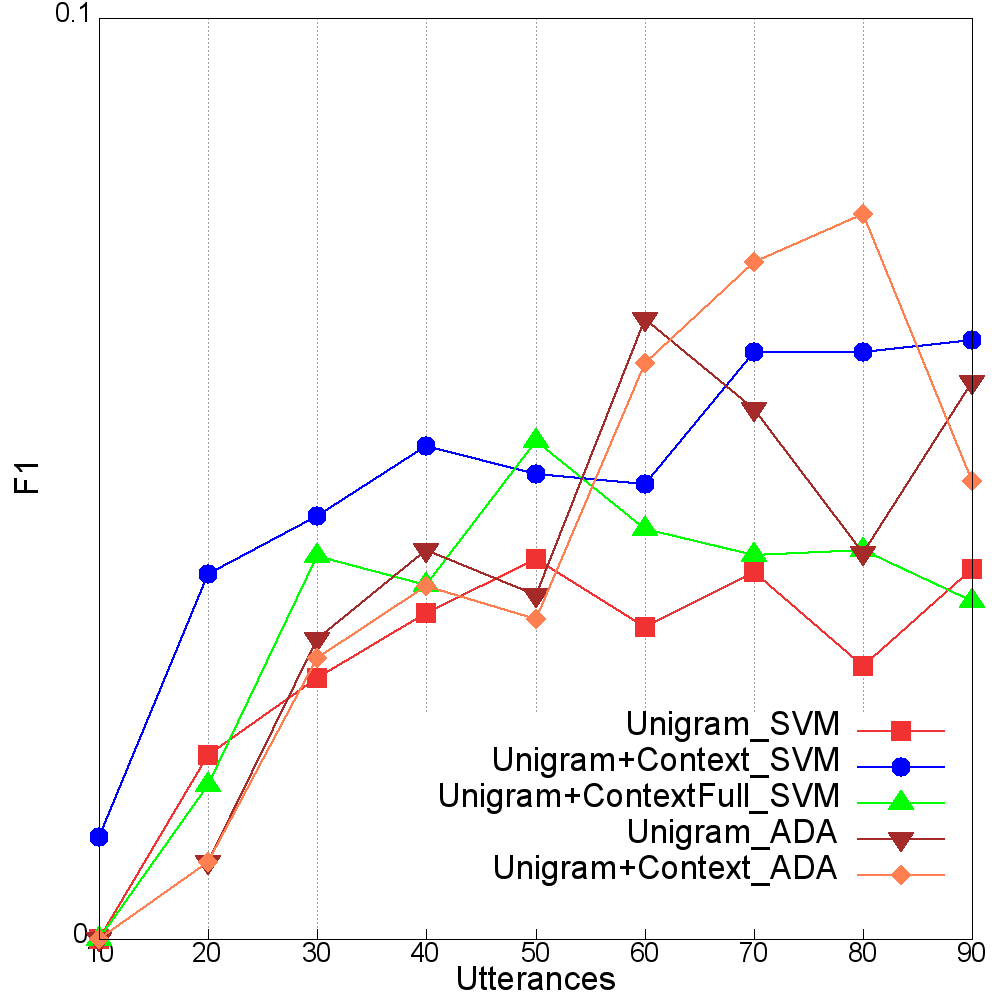 0.1
F1
Unigram_SVM
Unigram+Context_SVM
Unigram+ContextFull_SVM
Unigram_ADA
Unigram+Context_ADA
0
10 20 30 40 50 60 70 80 90
Utterances